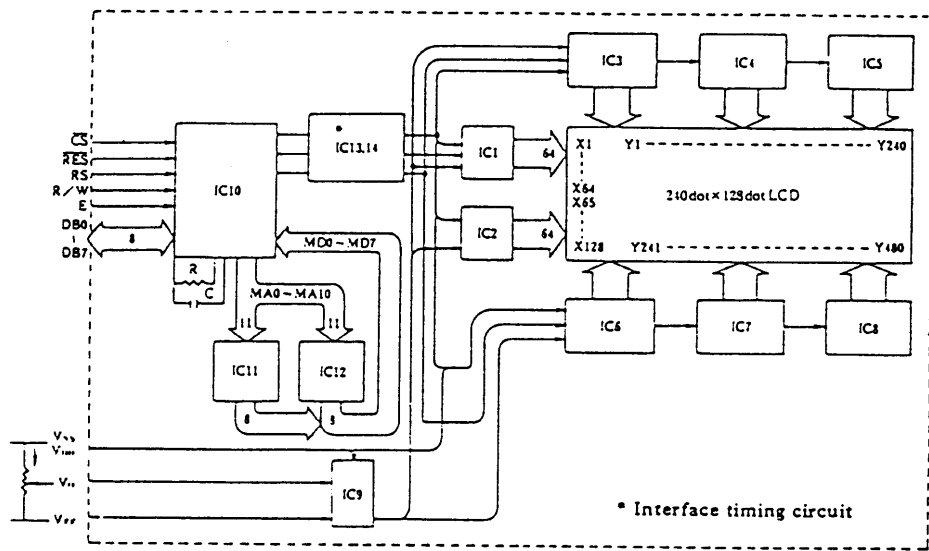 IC3 IC4 IC5
CS
RES
RS
R/W
E
DB0
DB7
8
IC10
* IC13,14
IC1
64
IC2
64
X1 Y1 Y240
X64
X65
240dot×128dot LCD
X128 Y241 Y480
MD0~MD7
R
C
MA0~MA10
11 11
IC11 IC12
8
IC6 IC7 IC8
IC9
* Interface timing circuit